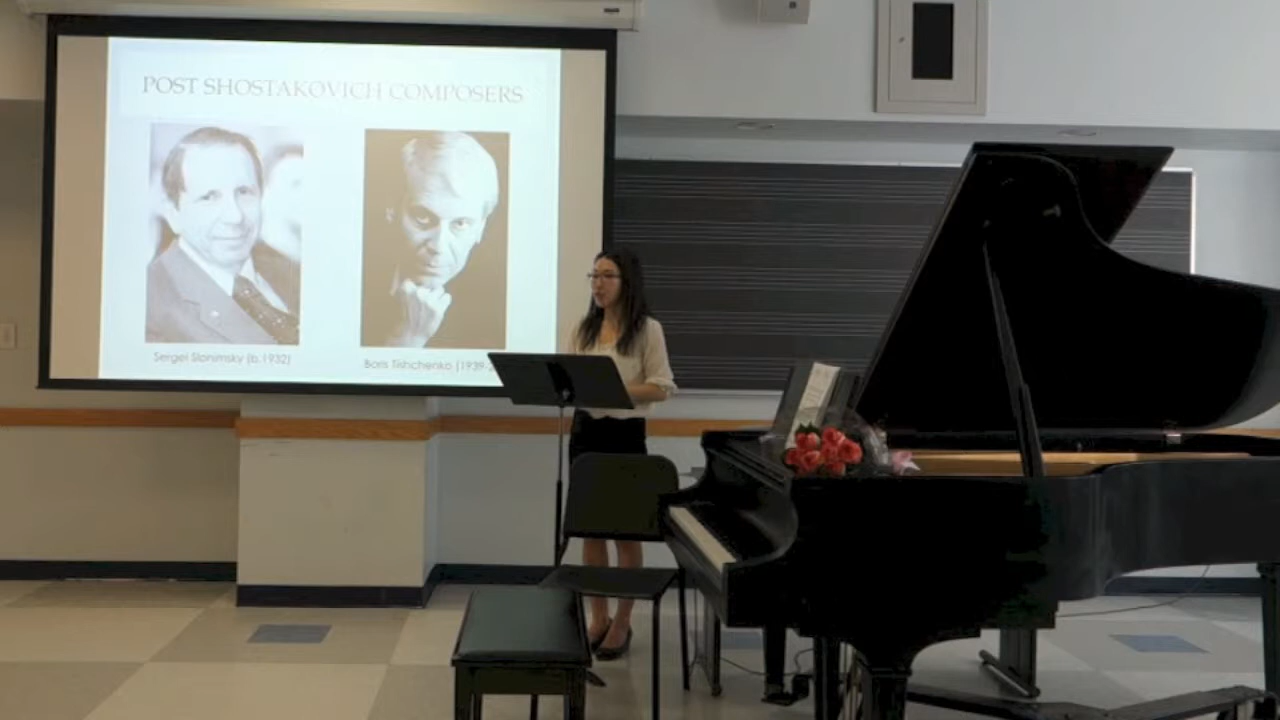 POST SHOSTAKOVICH COMPOSERS
Sergei Slonimsky (b.1932)
Boris Tishchenko (1939-